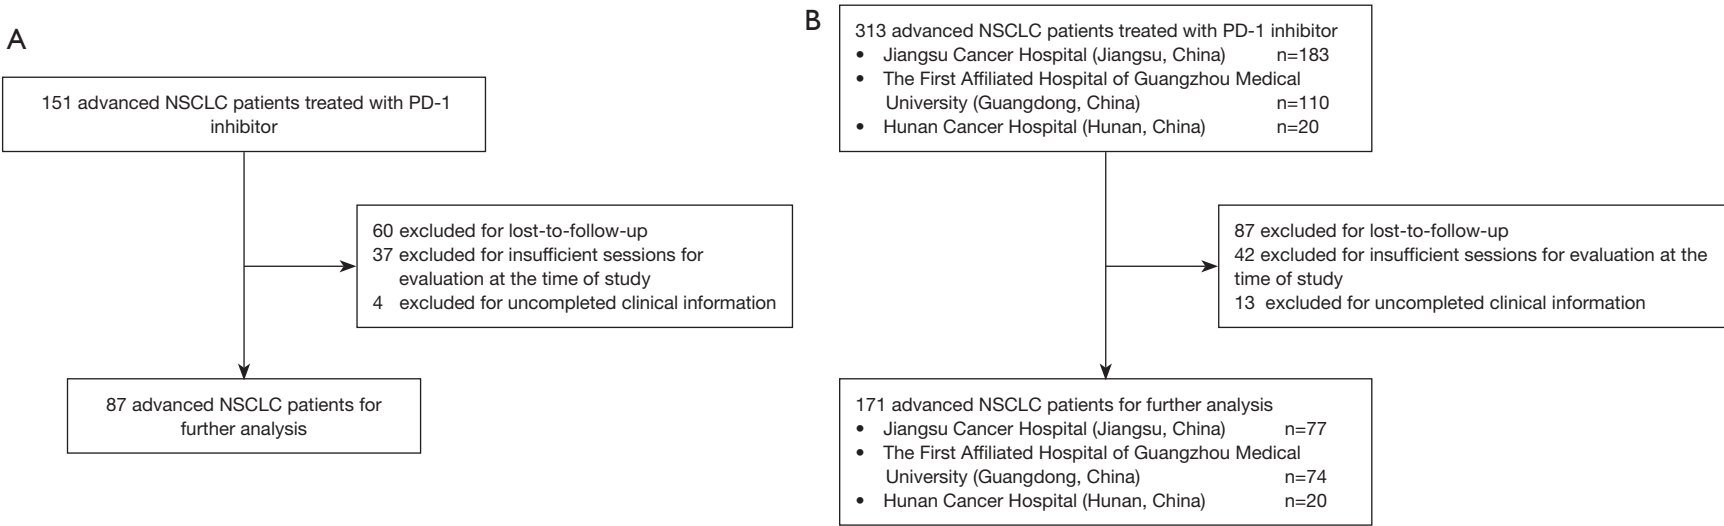 A
151 advanced NSCLC patients treated with PD-1
inhibitor
60 excluded for lost-to-follow-up
37 excluded for insufficient sessions for
evaluation at the time of study
4 excluded for uncompleted clinical information
87 advanced NSCLC patients for
further analysis
B
313 advanced NSCLC patients treated with PD-1 inhibitor
• Jiangsu Cancer Hospital (Jiangsu, China) n=183
• The First Affiliated Hospital of Guangzhou Medical
University (Guangdong, China) n=110
• Hunan Cancer Hospital (Hunan, China) n=20
87 excluded for lost-to-follow-up
42 excluded for insufficient sessions for evaluation at the
time of study
13 excluded for uncompleted clinical information
171 advanced NSCLC patients for further analysis
• Jiangsu Cancer Hospital (Jiangsu, China) n=77
• The First Affiliated Hospital of Guangzhou Medical
University (Guangdong, China) n=74
• Hunan Cancer Hospital (Hunan, China) n=20